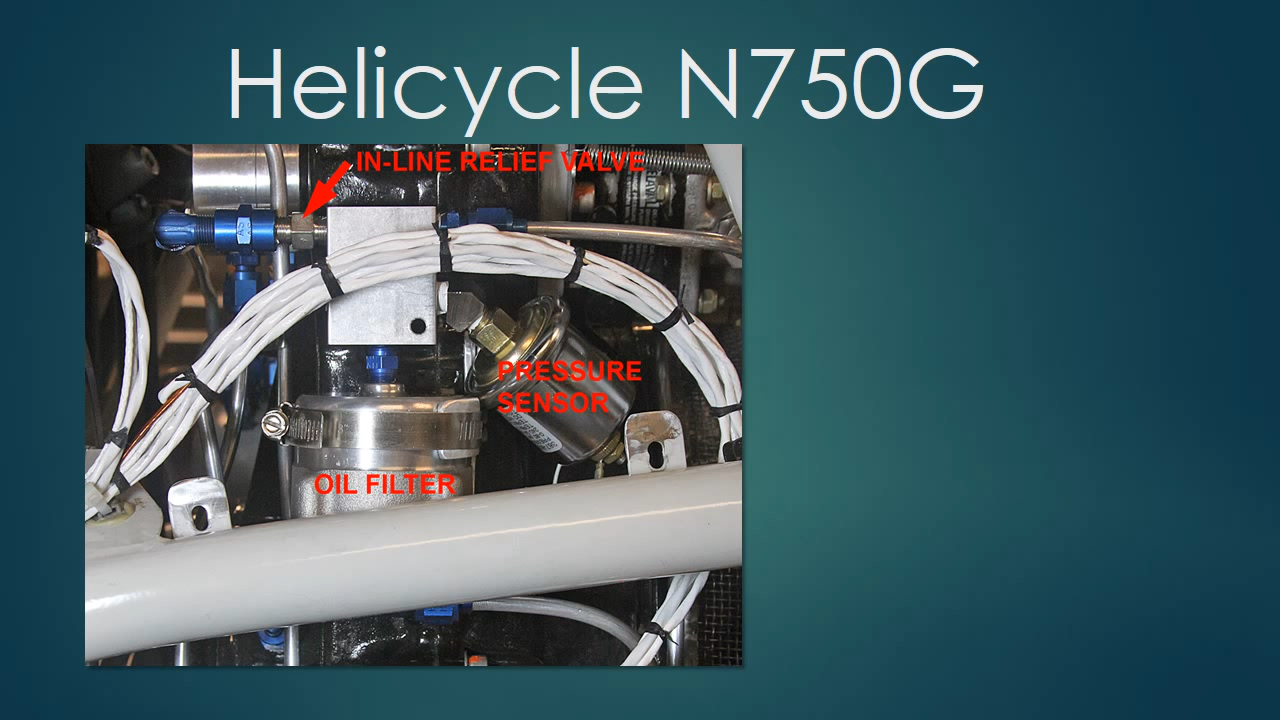 Helicycle N750G
IN-LINE RELIEF VALVE
PRESSURE
SENSOR
OIL FILTER